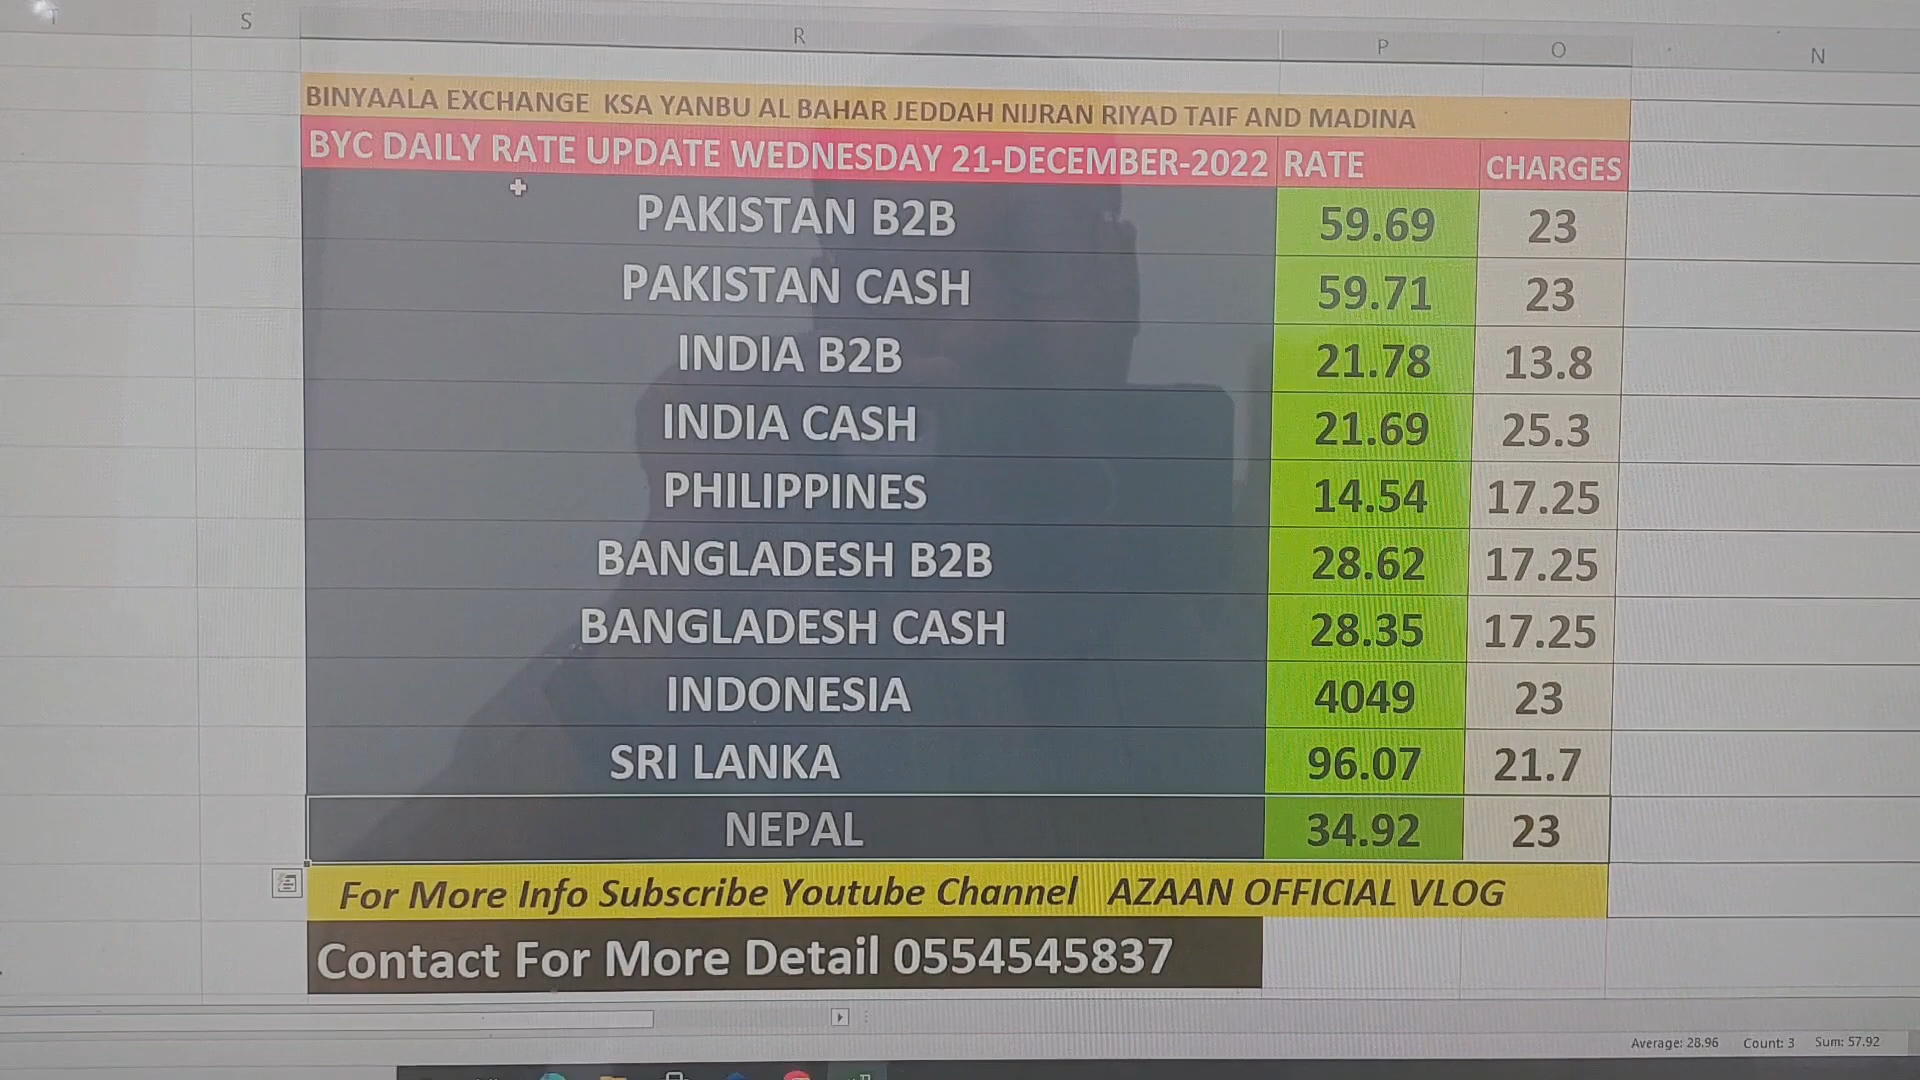 T S R P O N
BINYAALA EXCHANGE KSA YANBU AL BAHAR JEDDAH NIJRAN RIYAD TAIF AND MADINA
BYC DAILY RATE UPDATE WEDNESDAY 21-DECEMBER-2022 RATE CHARGES
PAKISTAN B2B 59.69 23
PAKISTAN CASH 59.71 23
INDIA B2B 21.78 13.8
INDIA CASH 21.69 25.3
PHILIPPINES 14.54 17.25
BANGLADESH B2B 28.62 17.25
BANGLADESH CASH 28.35 17.25
INDONESIA 4049 23
SRI LANKA 96.07 21.7
NEPAL 34.92 23
For More Info Subscribe Youtube Channel AZAAN OFFICIAL VLOG
Contact For More Detail 0554545837
Average: 28.96 Count: 3 Sum: 57.92